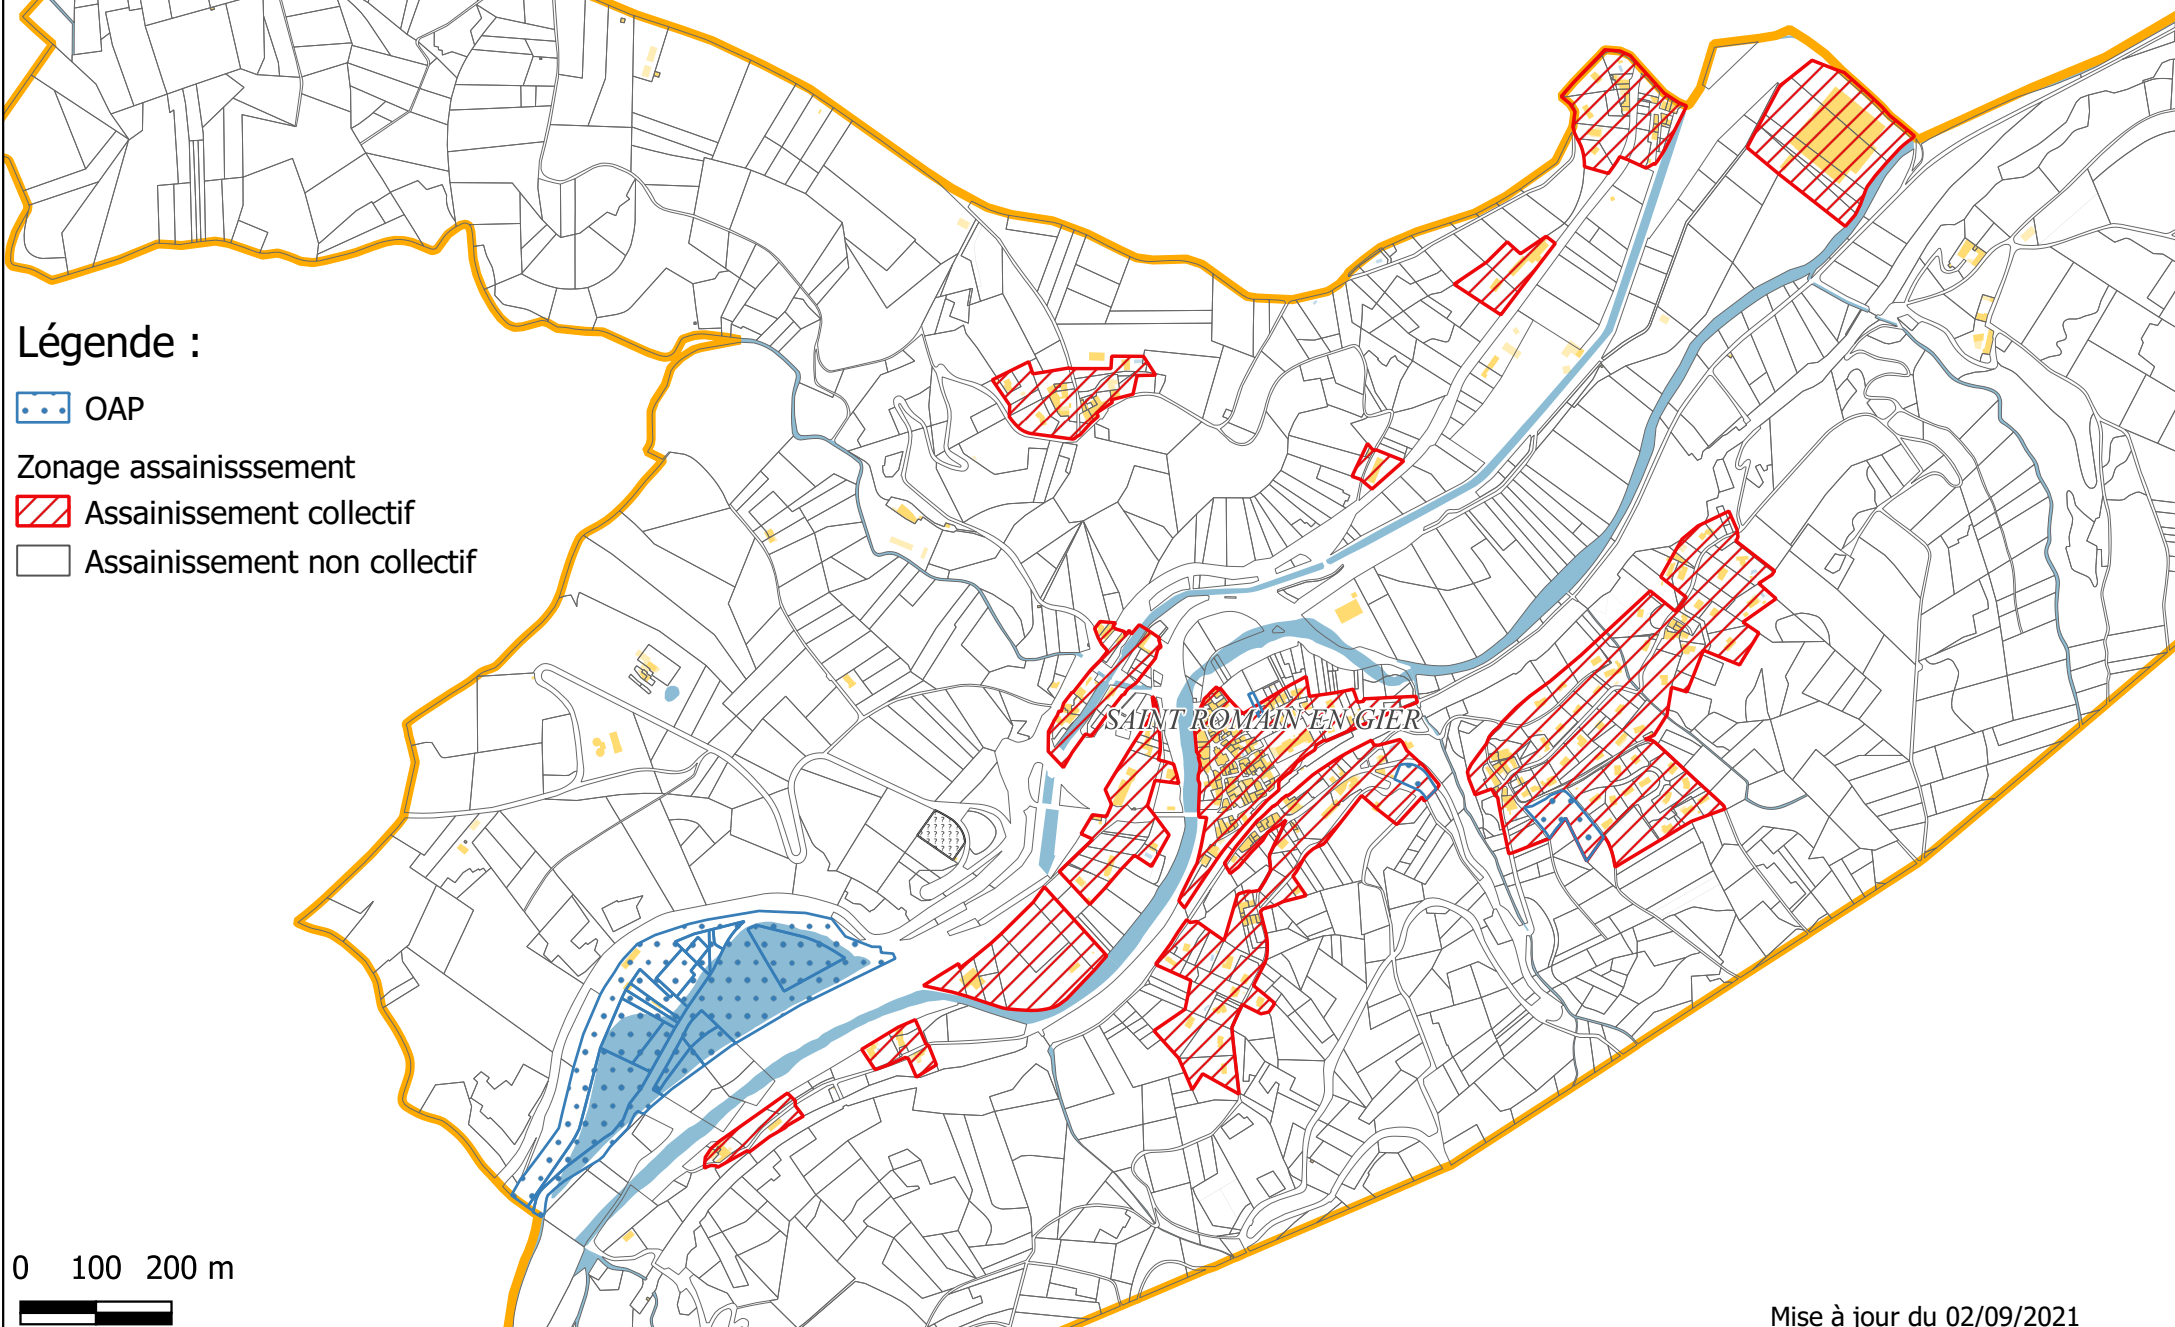 SAINT ROMAIN EN GIER
Légende :
OAP
Zonage assainisssement
Assainissement collectif
Assainissement non collectif
0 100 200 m
Mise à jour du 02/09/2021